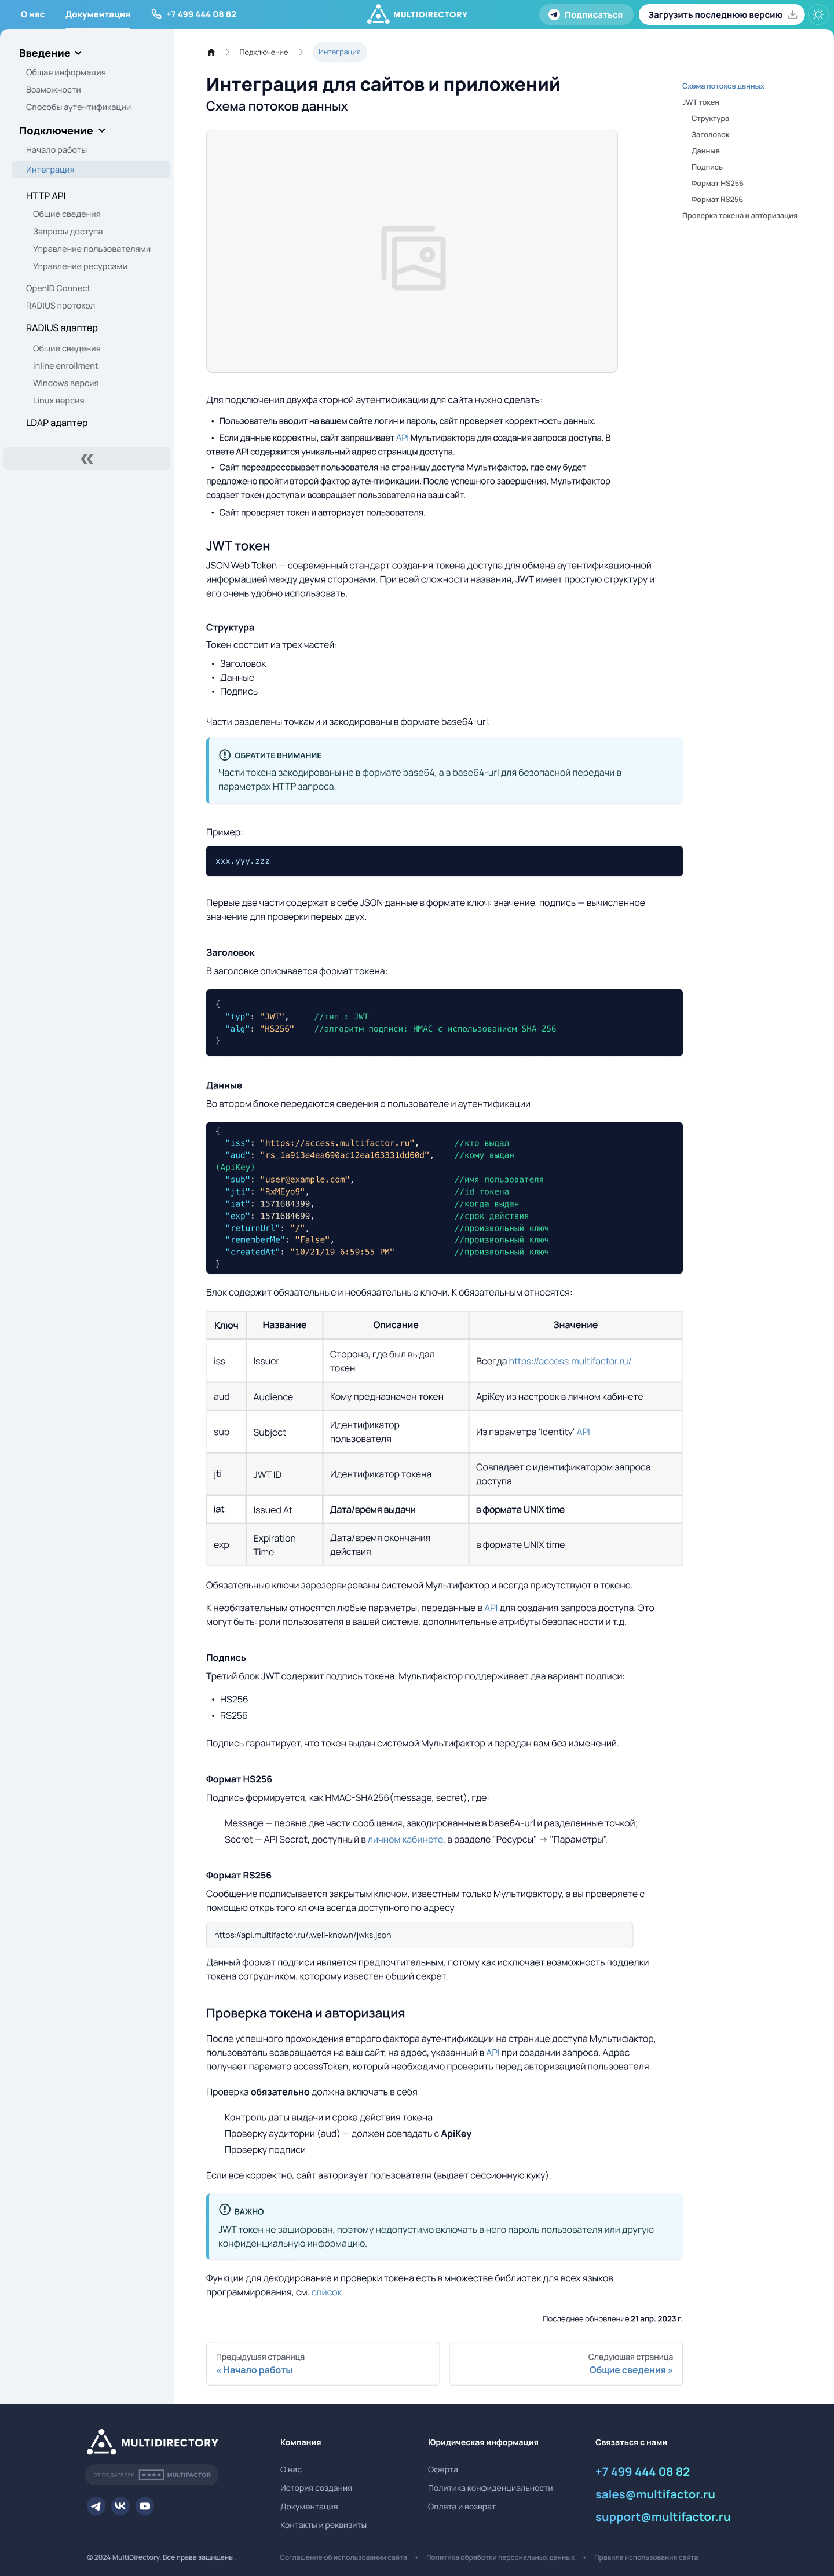 О нас
Документация
+7 499 444 08 82
MULTIDIRECTORY
Подписаться
Загрузить последнюю версию
Введение
Общая информация
Возможности
Способы аутентификации
Подключение
Начало работы
Интеграция
HTTP API
Общие сведения
Запросы доступа
Управление пользователями
Управление ресурсами
OpenID Connect
RADIUS протокол
RADIUS адаптер
Общие сведения
Inline enrollment
Windows версия
Linux версия
LDAP адаптер
Подключение
Интеграция
Интеграция для сайтов и приложений
Схема потоков данных
Схема потоков данных
JWT токен
Структура
Заголовок
Данные
Подпись
Формат HS256
Формат RS256
Проверка токена и авторизация
Для подключения двухфакторной аутентификации для сайта нужно сделать:
• Пользователь вводит на вашем сайте логин и пароль, сайт проверяет корректность данных.
• Если данные корректны, сайт запрашивает API Мультифактора для создания запроса доступа. В
ответе API содержится уникальный адрес страницы доступа.
• Сайт переадресовывает пользователя на страницу доступа Мультифактор, где ему будет
предложено пройти второй фактор аутентификации. После успешного завершения, Мультифактор
создает токен доступа и возвращает пользователя на ваш сайт.
• Сайт проверяет токен и авторизует пользователя.
JWT токен
JSON Web Token — современный стандарт создания токена доступа для обмена аутентификационной
информацией между двумя сторонами. При всей сложности названия, JWT имеет простую структуру и
его очень удобно использовать.
Структура
Токен состоит из трех частей:
• Заголовок
• Данные
• Подпись
Части разделены точками и закодированы в формате base64-url.
ОБРАТИТЕ ВНИМАНИЕ
Части токена закодированы не в формате base64, а в base64-url для безопасной передачи в
параметрах HTTP запроса.
Пример:
xxx.yyy.zzz
Первые две части содержат в себе JSON данные в формате ключ: значение, подпись — вычисленное
значение для проверки первых двух.
Заголовок
В заголовке описывается формат токена:
{
"typ": "JWT", //тип : JWT
"alg": "HS256" //алгоритм подписи: HMAC с использованием SHA-256
}
Данные
Во втором блоке передаются сведения о пользователе и аутентификации
{
"iss": "https://access.multifactor.ru", //кто выдал
"aud": "rs_1a913e4ea690ac12ea163331dd60d", //кому выдан
(ApiKey)
"sub": "user@example.com", //имя пользователя
"jti": "RxMEyo9", //id токена
"iat": 1571684399, //когда выдан
"exp": 1571684699, //срок действия
"returnUrl": "/", //произвольный ключ
"rememberMe": "False", //произвольный ключ
"createdAt": "10/21/19 6:59:55 PM" //произвольный ключ
}
Блок содержит обязательные и необязательные ключи. К обязательным относятся:
Ключ Название Описание Значение
iss Issuer Сторона, где был выдал
токен Всегда https://access.multifactor.ru/
aud Audience Кому предназначен токен ApiKey из настроек в личном кабинете
sub Subject Идентификатор
пользователя Из параметра 'Identity' API
jti JWT ID Идентификатор токена Совпадает с идентификатором запроса
доступа
iat Issued At Дата/время выдачи в формате UNIX time
exp Expiration
Time Дата/время окончания
действия в формате UNIX time
Обязательные ключи зарезервированы системой Мультифактор и всегда присутствуют в токене.
К необязательным относятся любые параметры, переданные в API для создания запроса доступа. Это
могут быть: роли пользователя в вашей системе, дополнительные атрибуты безопасности и т.д.
Подпись
Третий блок JWT содержит подпись токена. Мультифактор поддерживает два вариант подписи:
• HS256
• RS256
Подпись гарантирует, что токен выдан системой Мультифактор и передан вам без изменений.
Формат HS256
Подпись формируется, как HMAC-SHA256(message, secret), где:
Message — первые две части сообщения, закодированные в base64-url и разделенные точкой;
Secret — API Secret, доступный в личном кабинете, в разделе "Ресурсы" → "Параметры".
Формат RS256
Сообщение подписывается закрытым ключом, известным только Мультифактору, а вы проверяете с
помощью открытого ключа всегда доступного по адресу
https://api.multifactor.ru/.well-known/jwks.json
Данный формат подписи является предпочтительным, потому как исключает возможность подделки
токена сотрудником, которому известен общий секрет.
Проверка токена и авторизация
После успешного прохождения второго фактора аутентификации на странице доступа Мультифактор,
пользователь возвращается на ваш сайт, на адрес, указанный в API при создании запроса. Адрес
получает параметр accessToken, который необходимо проверить перед авторизацией пользователя.
Проверка обязательно должна включать в себя:
Контроль даты выдачи и срока действия токена
Проверку аудитории (aud) — должен совпадать с ApiKey
Проверку подписи
Если все корректно, сайт авторизует пользователя (выдает сессионную куку).
ВАЖНО
JWT токен не зашифрован, поэтому недопустимо включать в него пароль пользователя или другую
конфиденциальную информацию.
Функции для декодирование и проверки токена есть в множестве библиотек для всех языков
программирования, см. список.
Последнее обновление 21 апр. 2023 г.
Предыдущая страница
« Начало работы
Следующая страница
Общие сведения »
MULTIDIRECTORY
ОТ СОЗДАТЕЛЕЙ MULTIFACTOR
Компания
О нас
История создания
Документация
Контакты и реквизиты
Юридическая информация
Оферта
Политика конфиденциальности
Оплата и возврат
Связаться с нами
+7 499 444 08 82
sales@multifactor.ru
support@multifactor.ru
© 2024 MultiDirectory. Все права защищены.
Соглашение об использовании сайта • Политика обработки персональных данных • Правила использования сайта